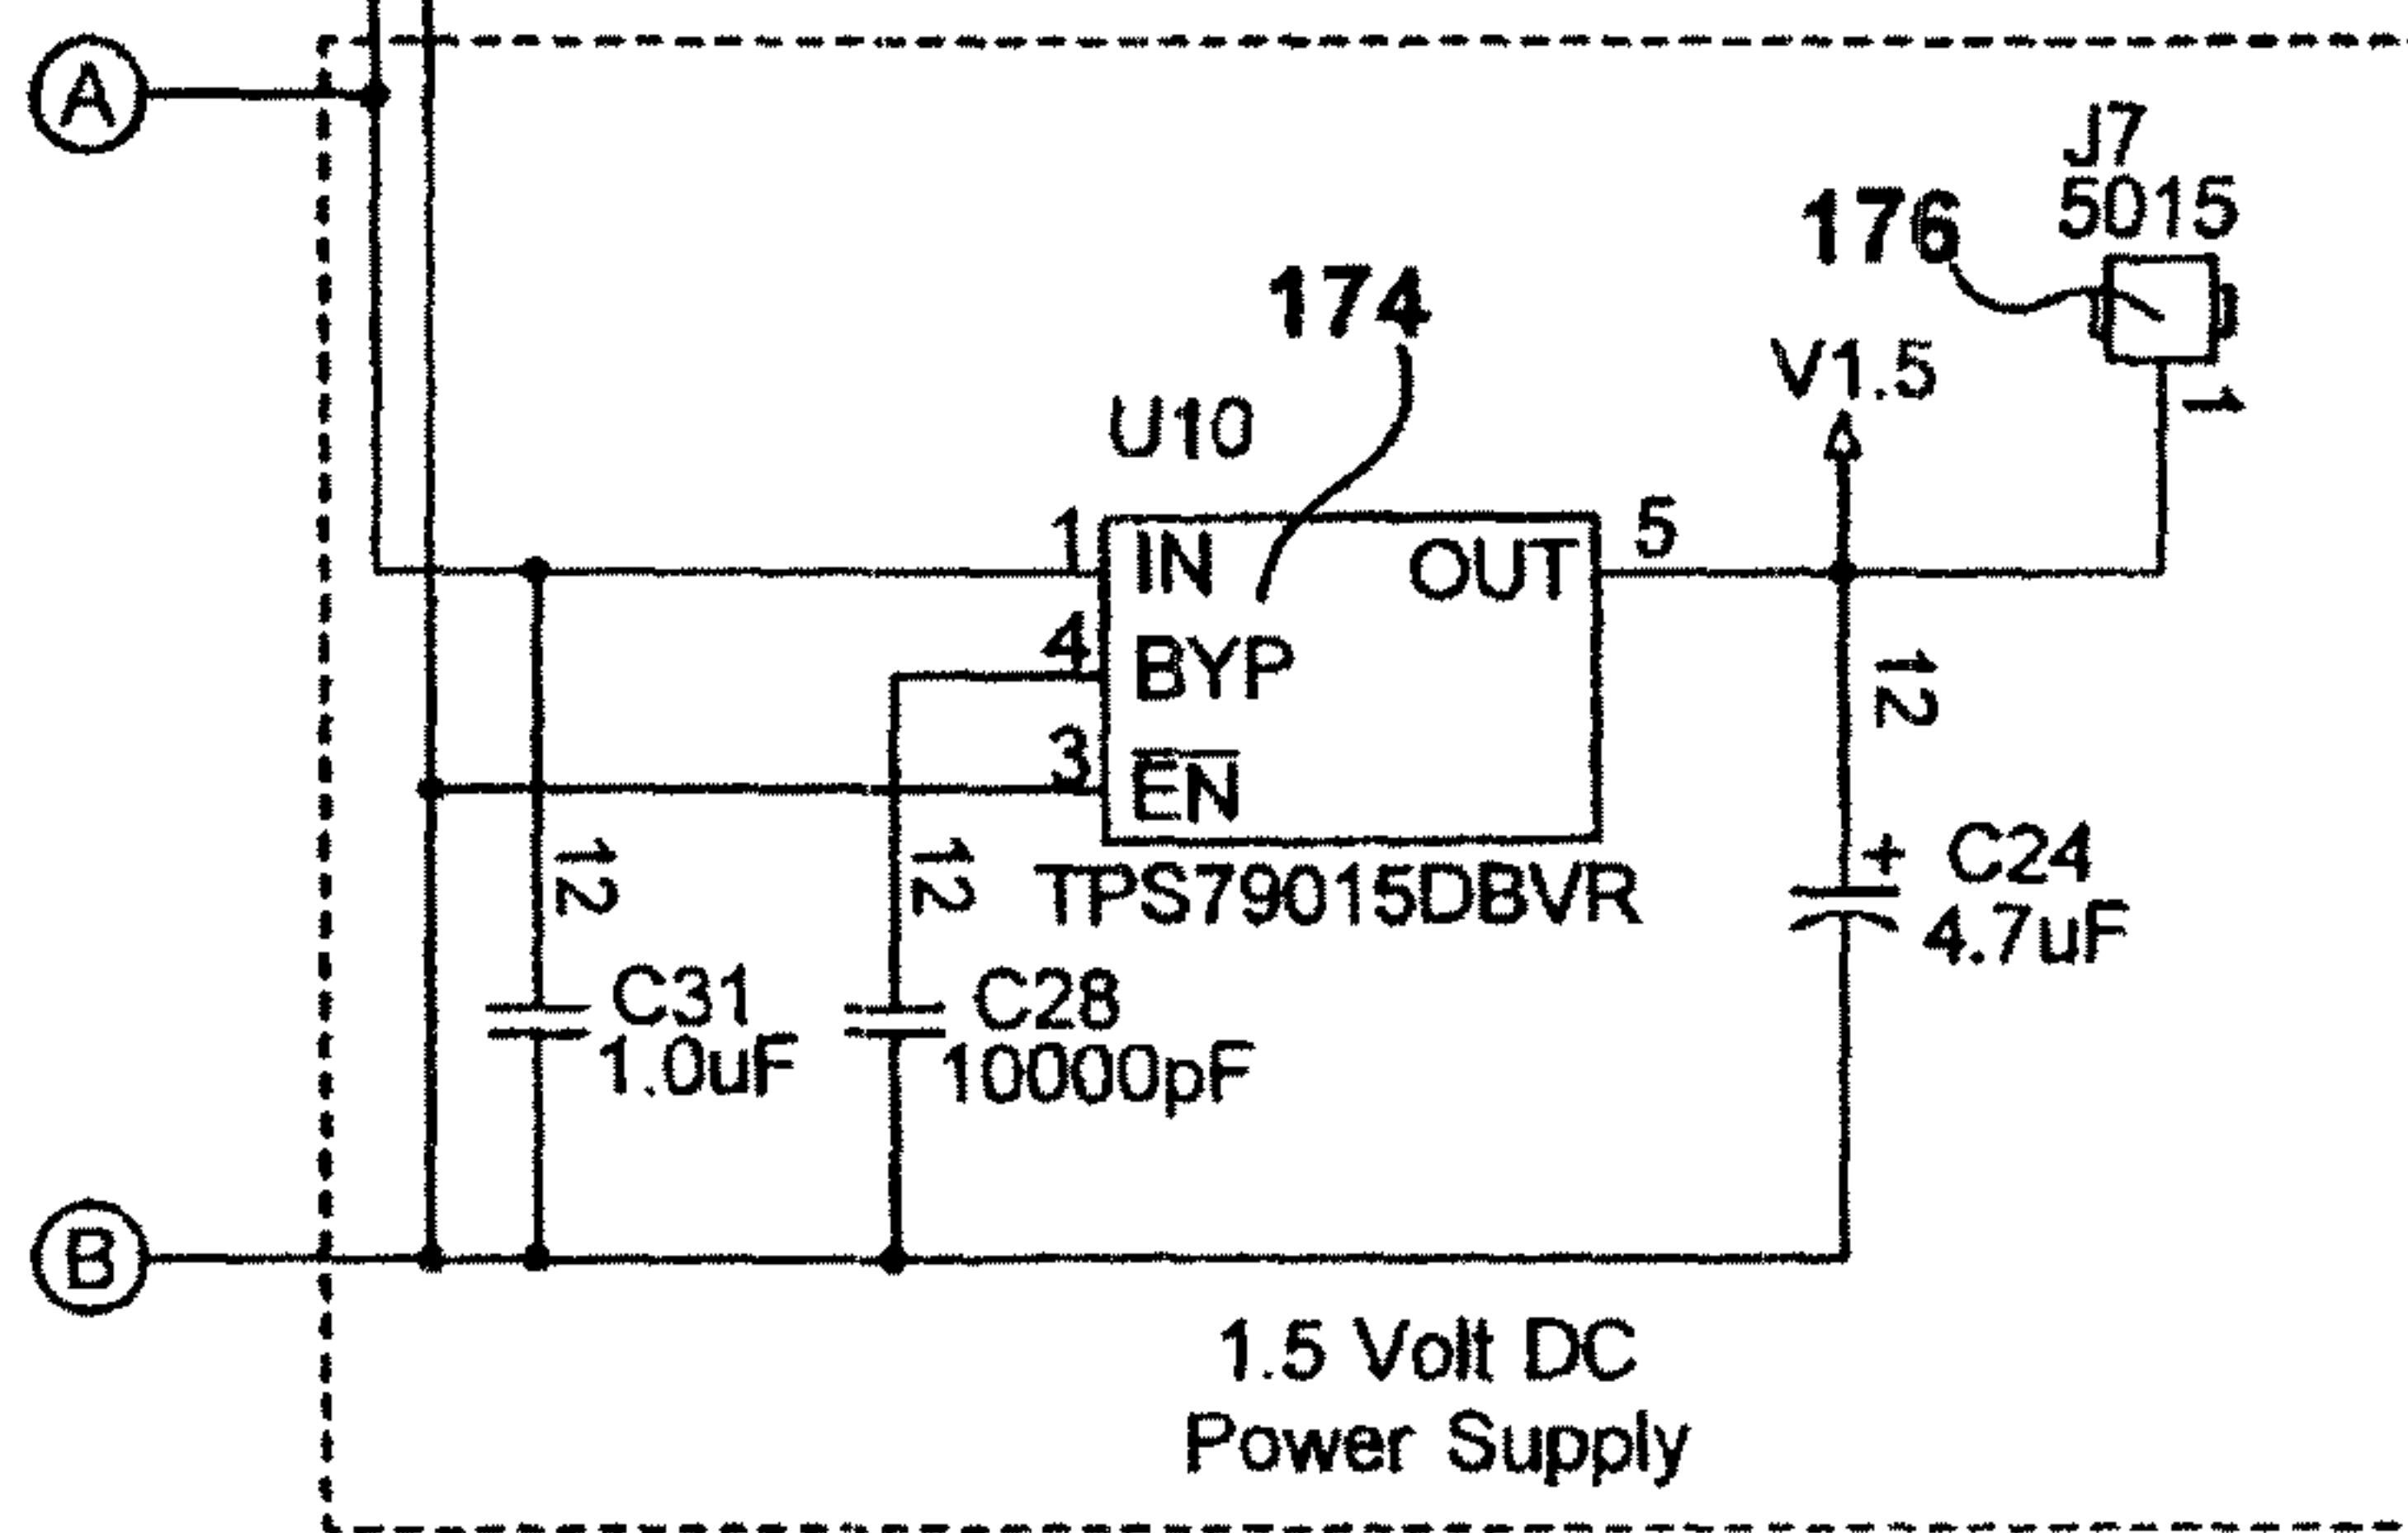 A
J7
5015
176
174
V1.5
1
U10
1
IN
OUT
5
4
BYP
12
3
EN
12
12
TPS79015DBVR
+ C24
4.7uF
C31
1.0uF
C28
10000pF
B
1.5 Volt DC
Power Supply